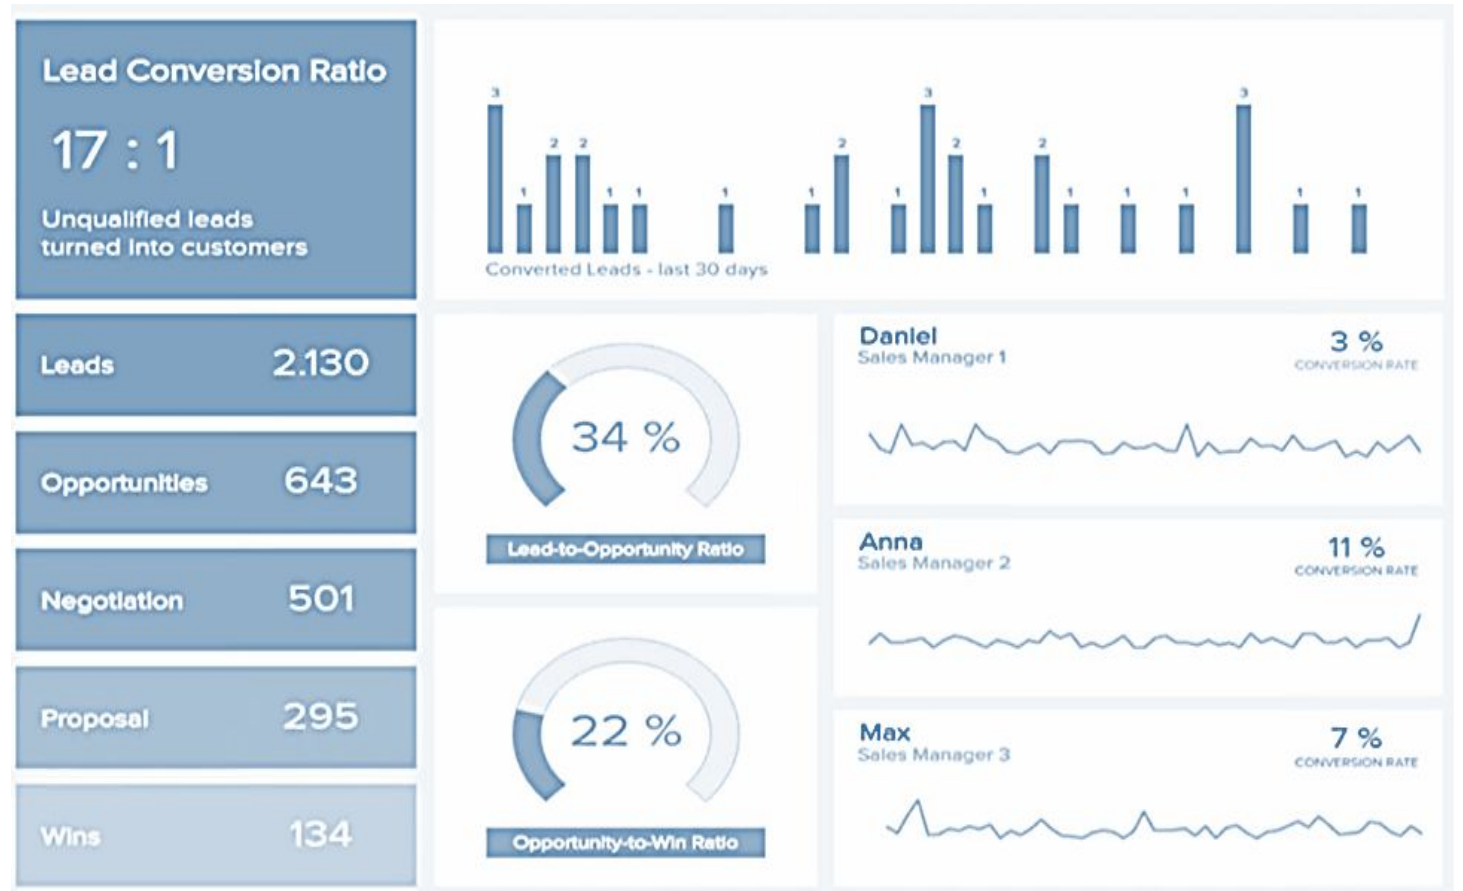 Lead Conversion Ratio
17 : 1
Unqualified leads
turned into customers
3
1
2
2
1
1
1
1
2
1
3
2
1
2
1
1
1
3
1
1
Converted Leads - last 30 days
Leads 2.130
Opportunities 643
Negotiation 501
Proposal 295
Wins 134
34 %
Lead-to-Opportunity Ratio
22 %
Opportunity-to-Win Ratio
Daniel
Sales Manager 1
3 %
CONVERSION RATE
Anna
Sales Manager 2
11 %
CONVERSION RATE
Max
Sales Manager 3
7 %
CONVERSION RATE